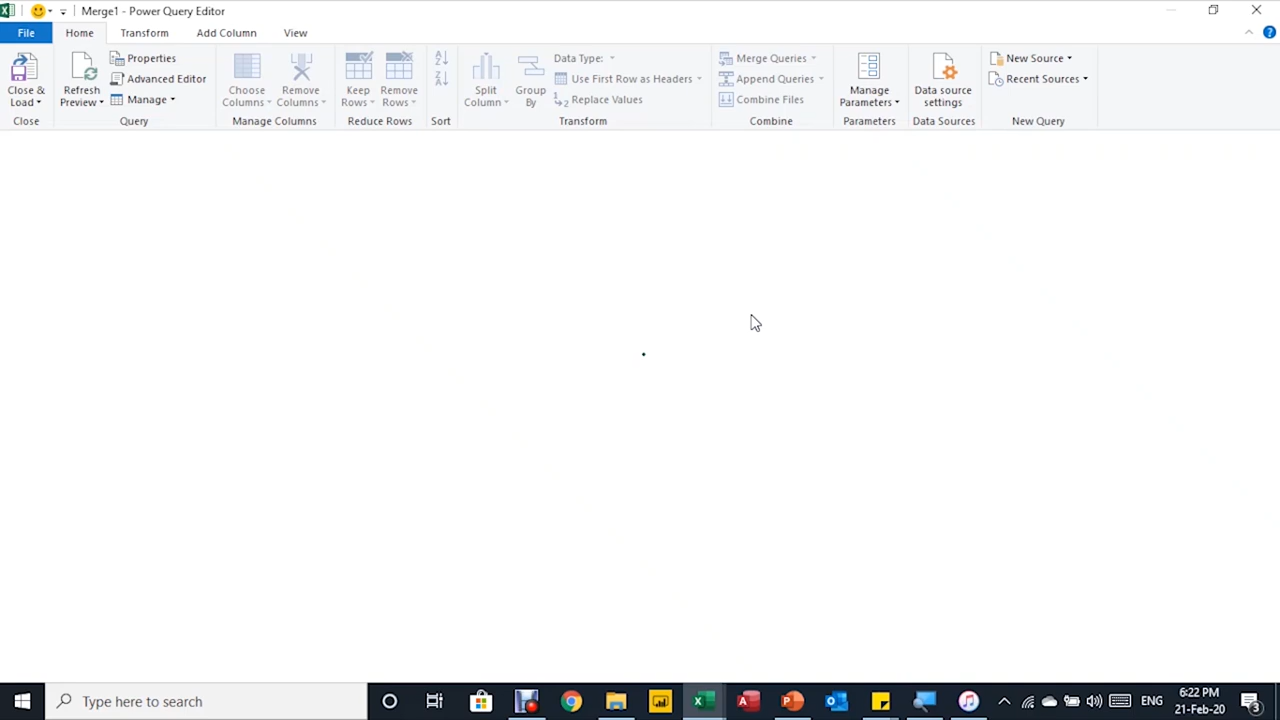 Merge1 - Power Query Editor
File Home Transform Add Column View
Close & Load
Refresh Preview
Properties
Advanced Editor
Manage
Choose Columns
Remove Columns
Keep Rows
Remove Rows
Split Column
Group By
Data Type:
Use First Row as Headers
Replace Values
Merge Queries
Append Queries
Combine Files
Manage Parameters
Data source settings
New Source
Recent Sources
Close Query Manage Columns Reduce Rows Sort Transform Combine Parameters Data Sources New Query
Type here to search
ENG
6:22 PM
21-Feb-20
3